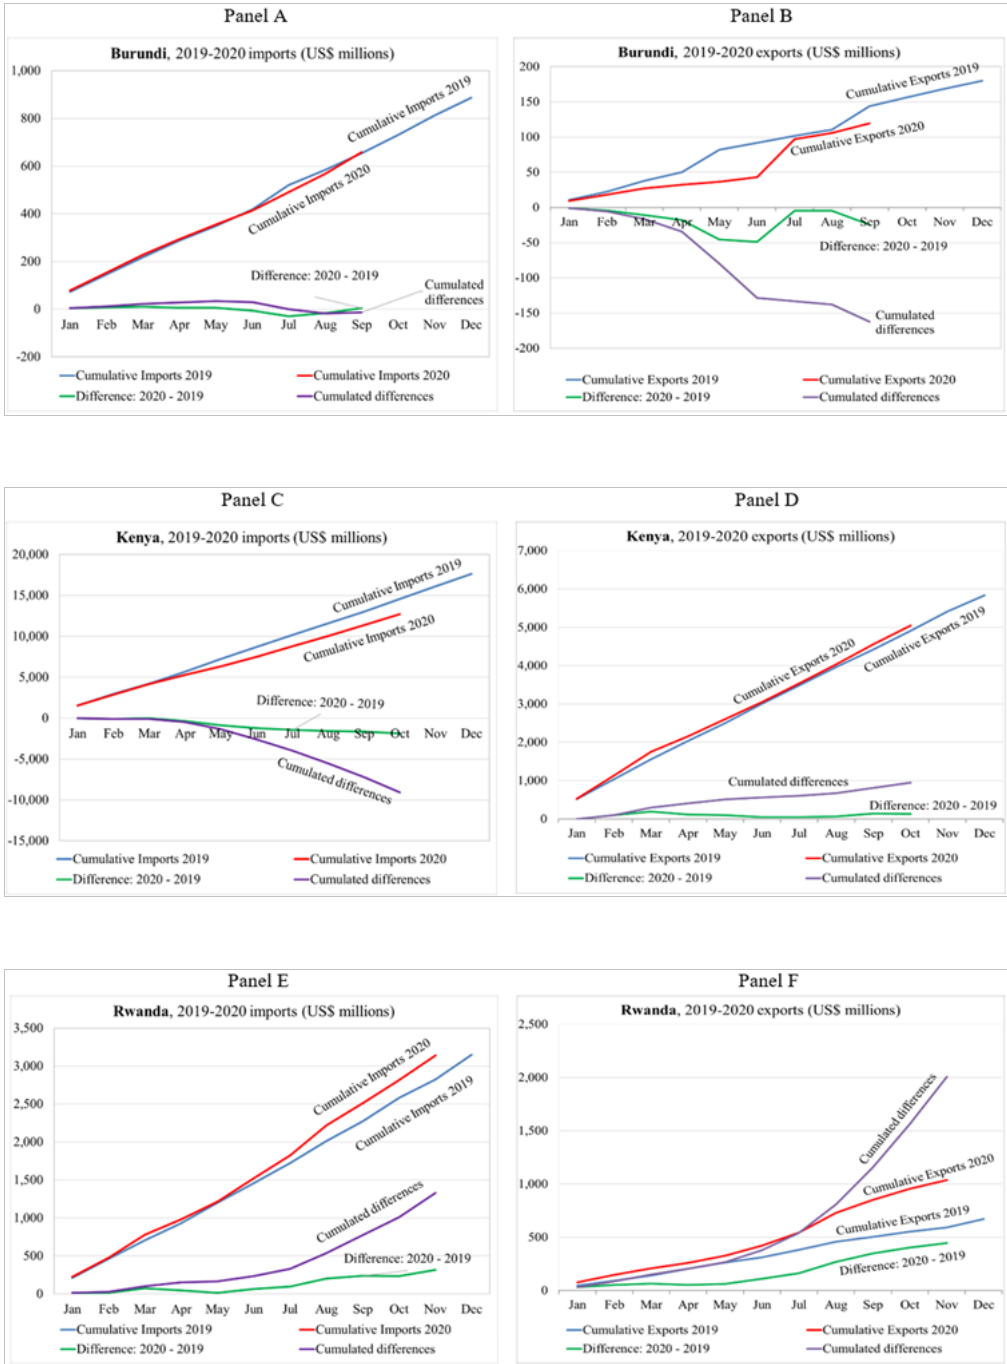 Panel A
Panel B
Burundi, 2019-2020 imports (US$ millions)
1,000
800
600
400
200
0
-200
Cumulative Imports 2019
Cumulative Imports 2020
Difference: 2020 - 2019
Cumulated
differences
Jan Feb Mar Apr May Jun Jul Aug Sep Oct Nov Dec
Cumulative Imports 2019
Cumulative Imports 2020
Difference: 2020 - 2019
Cumulated differences
Burundi, 2019-2020 exports (US$ millions)
200
150
100
50
0
-50
-100
-150
-200
Cumulative Exports 2019
Cumulative Exports 2020
Jan Feb Mar Apr May Jun Jul Aug Sep Oct Nov Dec
Difference: 2020 - 2019
Cumulated
differences
Cumulative Exports 2019
Cumulative Exports 2020
Difference: 2020 - 2019
Cumulated differences
Panel C
Panel D
Kenya, 2019-2020 imports (US$ millions)
20,000
15,000
10,000
5,000
0
-5,000
-10,000
-15,000
Cumulative Imports 2019
Cumulative Imports 2020
Difference: 2020 - 2019
Jan Feb Mar Apr May Jun Jul Aug Sep Oct Nov Dec
Cumulated differences
Cumulative Imports 2019
Cumulative Imports 2020
Difference: 2020 - 2019
Cumulated differences
Kenya, 2019-2020 exports (US$ millions)
7,000
6,000
5,000
4,000
3,000
2,000
1,000
0
Cumulative Exports 2020
Cumulative Exports 2019
Cumulated differences
Difference: 2020 - 2019
Jan Feb Mar Apr May Jun Jul Aug Sep Oct Nov Dec
Cumulative Exports 2019
Cumulative Exports 2020
Difference: 2020 - 2019
Cumulated differences
Panel E
Panel F
Rwanda, 2019-2020 imports (US$ millions)
3,500
3,000
2,500
2,000
1,500
1,000
500
0
Cumulative Imports 2020
Cumulative Imports 2019
Cumulated differences
Difference: 2020 - 2019
Jan Feb Mar Apr May Jun Jul Aug Sep Oct Nov Dec
Cumulative Imports 2019
Cumulative Imports 2020
Difference: 2020 - 2019
Cumulated differences
Rwanda, 2019-2020 exports (US$ millions)
2,500
2,000
1,500
1,000
500
0
Cumulated differences
Cumulative Exports 2020
Cumulative Exports 2019
Difference: 2020 - 2019
Jan Feb Mar Apr May Jun Jul Aug Sep Oct Nov Dec
Cumulative Exports 2019
Cumulative Exports 2020
Difference: 2020 - 2019
Cumulated differences